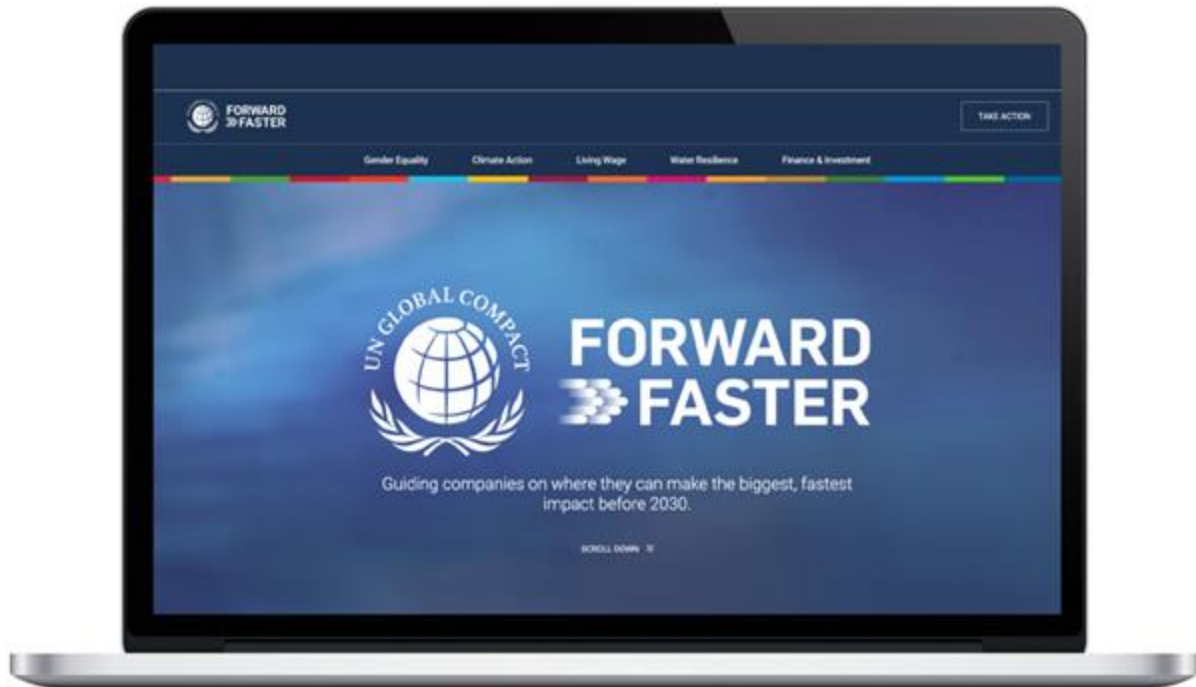 FORWARD
FASTER
TAKE ACTION
Gender Equality
Climate Action
Living Wage
Water Resilience
Finance & Investment
UN GLOBAL COMPACT
FORWARD
FASTER
Guiding companies on where they can make the biggest, fastest
impact before 2030.
SCROLL DOWN